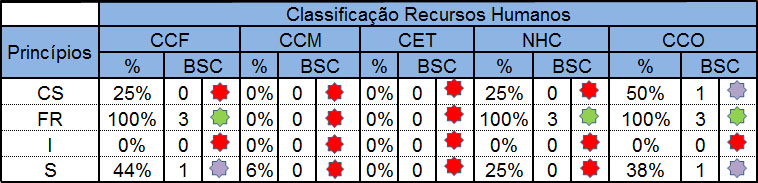 Classificação Recursos Humanos
Princípios CCF CCM CET NHC CCO
% BSC % BSC % BSC % BSC % BSC
CS 25% 0 0% 0 0% 0 25% 0 50% 1
FR 100% 3 0% 0 0% 0 100% 3 100% 3
I 0% 0 0% 0 0% 0 0% 0 0% 0
S 44% 1 6% 0 0% 0 25% 0 38% 1